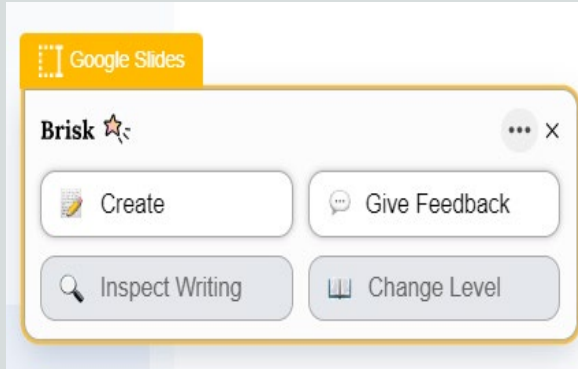 Google Slides
Brisk
Create
Give Feedback
Inspect Writing
Change Level